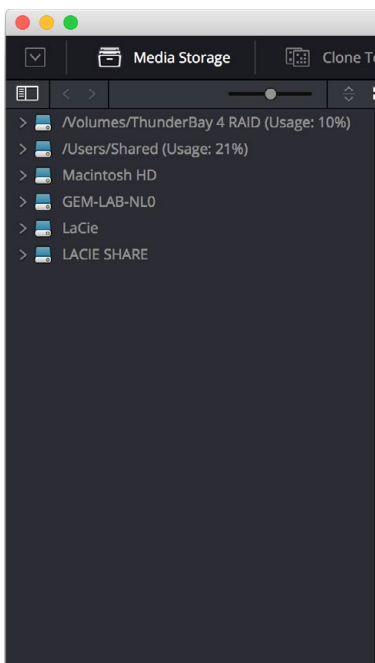 Media Storage
Clone
/Volumes/ThunderBay 4 RAID (Usage: 10%)
/Users/Shared (Usage: 21%)
Macintosh HD
GEM-LAB-NL0
LaCie
LACIE SHARE